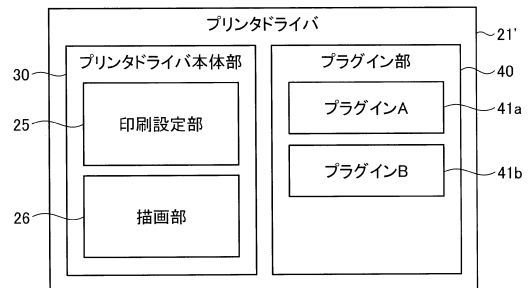 プリンタドライバ
21'
プリンタドライバ本体部
30
プラグイン部
40
印刷設定部
25
プラグインA
41a
プラグインB
41b
描画部
26